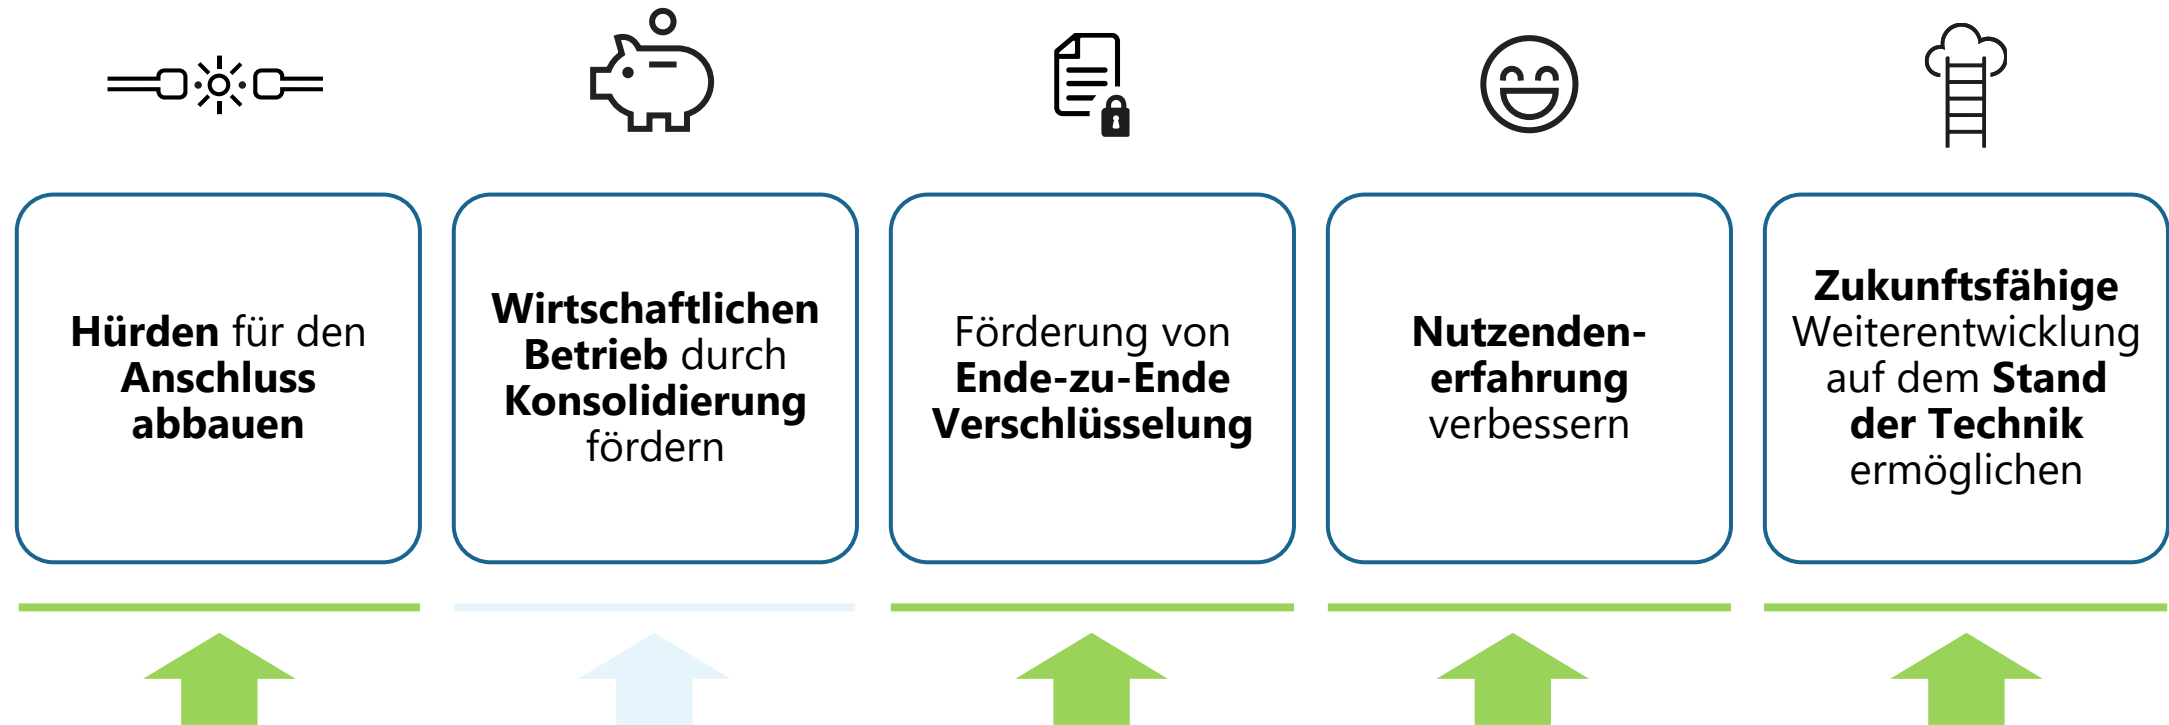 Hürden für den
Anschluss
abbauen
Wirtschaftlichen
Betrieb durch
Konsolidierung
fördern
Förderung von
Ende-zu-Ende
Verschlüsselung
Nutzenden-
erfahrung
verbessern
Zukunftsfähige
Weiterentwicklung
auf dem Stand
der Technik
ermöglichen